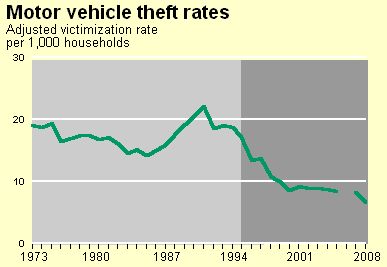 Motor vehicle theft rates
Adjusted victimization rate
per 1,000 households
30
20
10
0
1973 1980 1987 1994 2001 2008